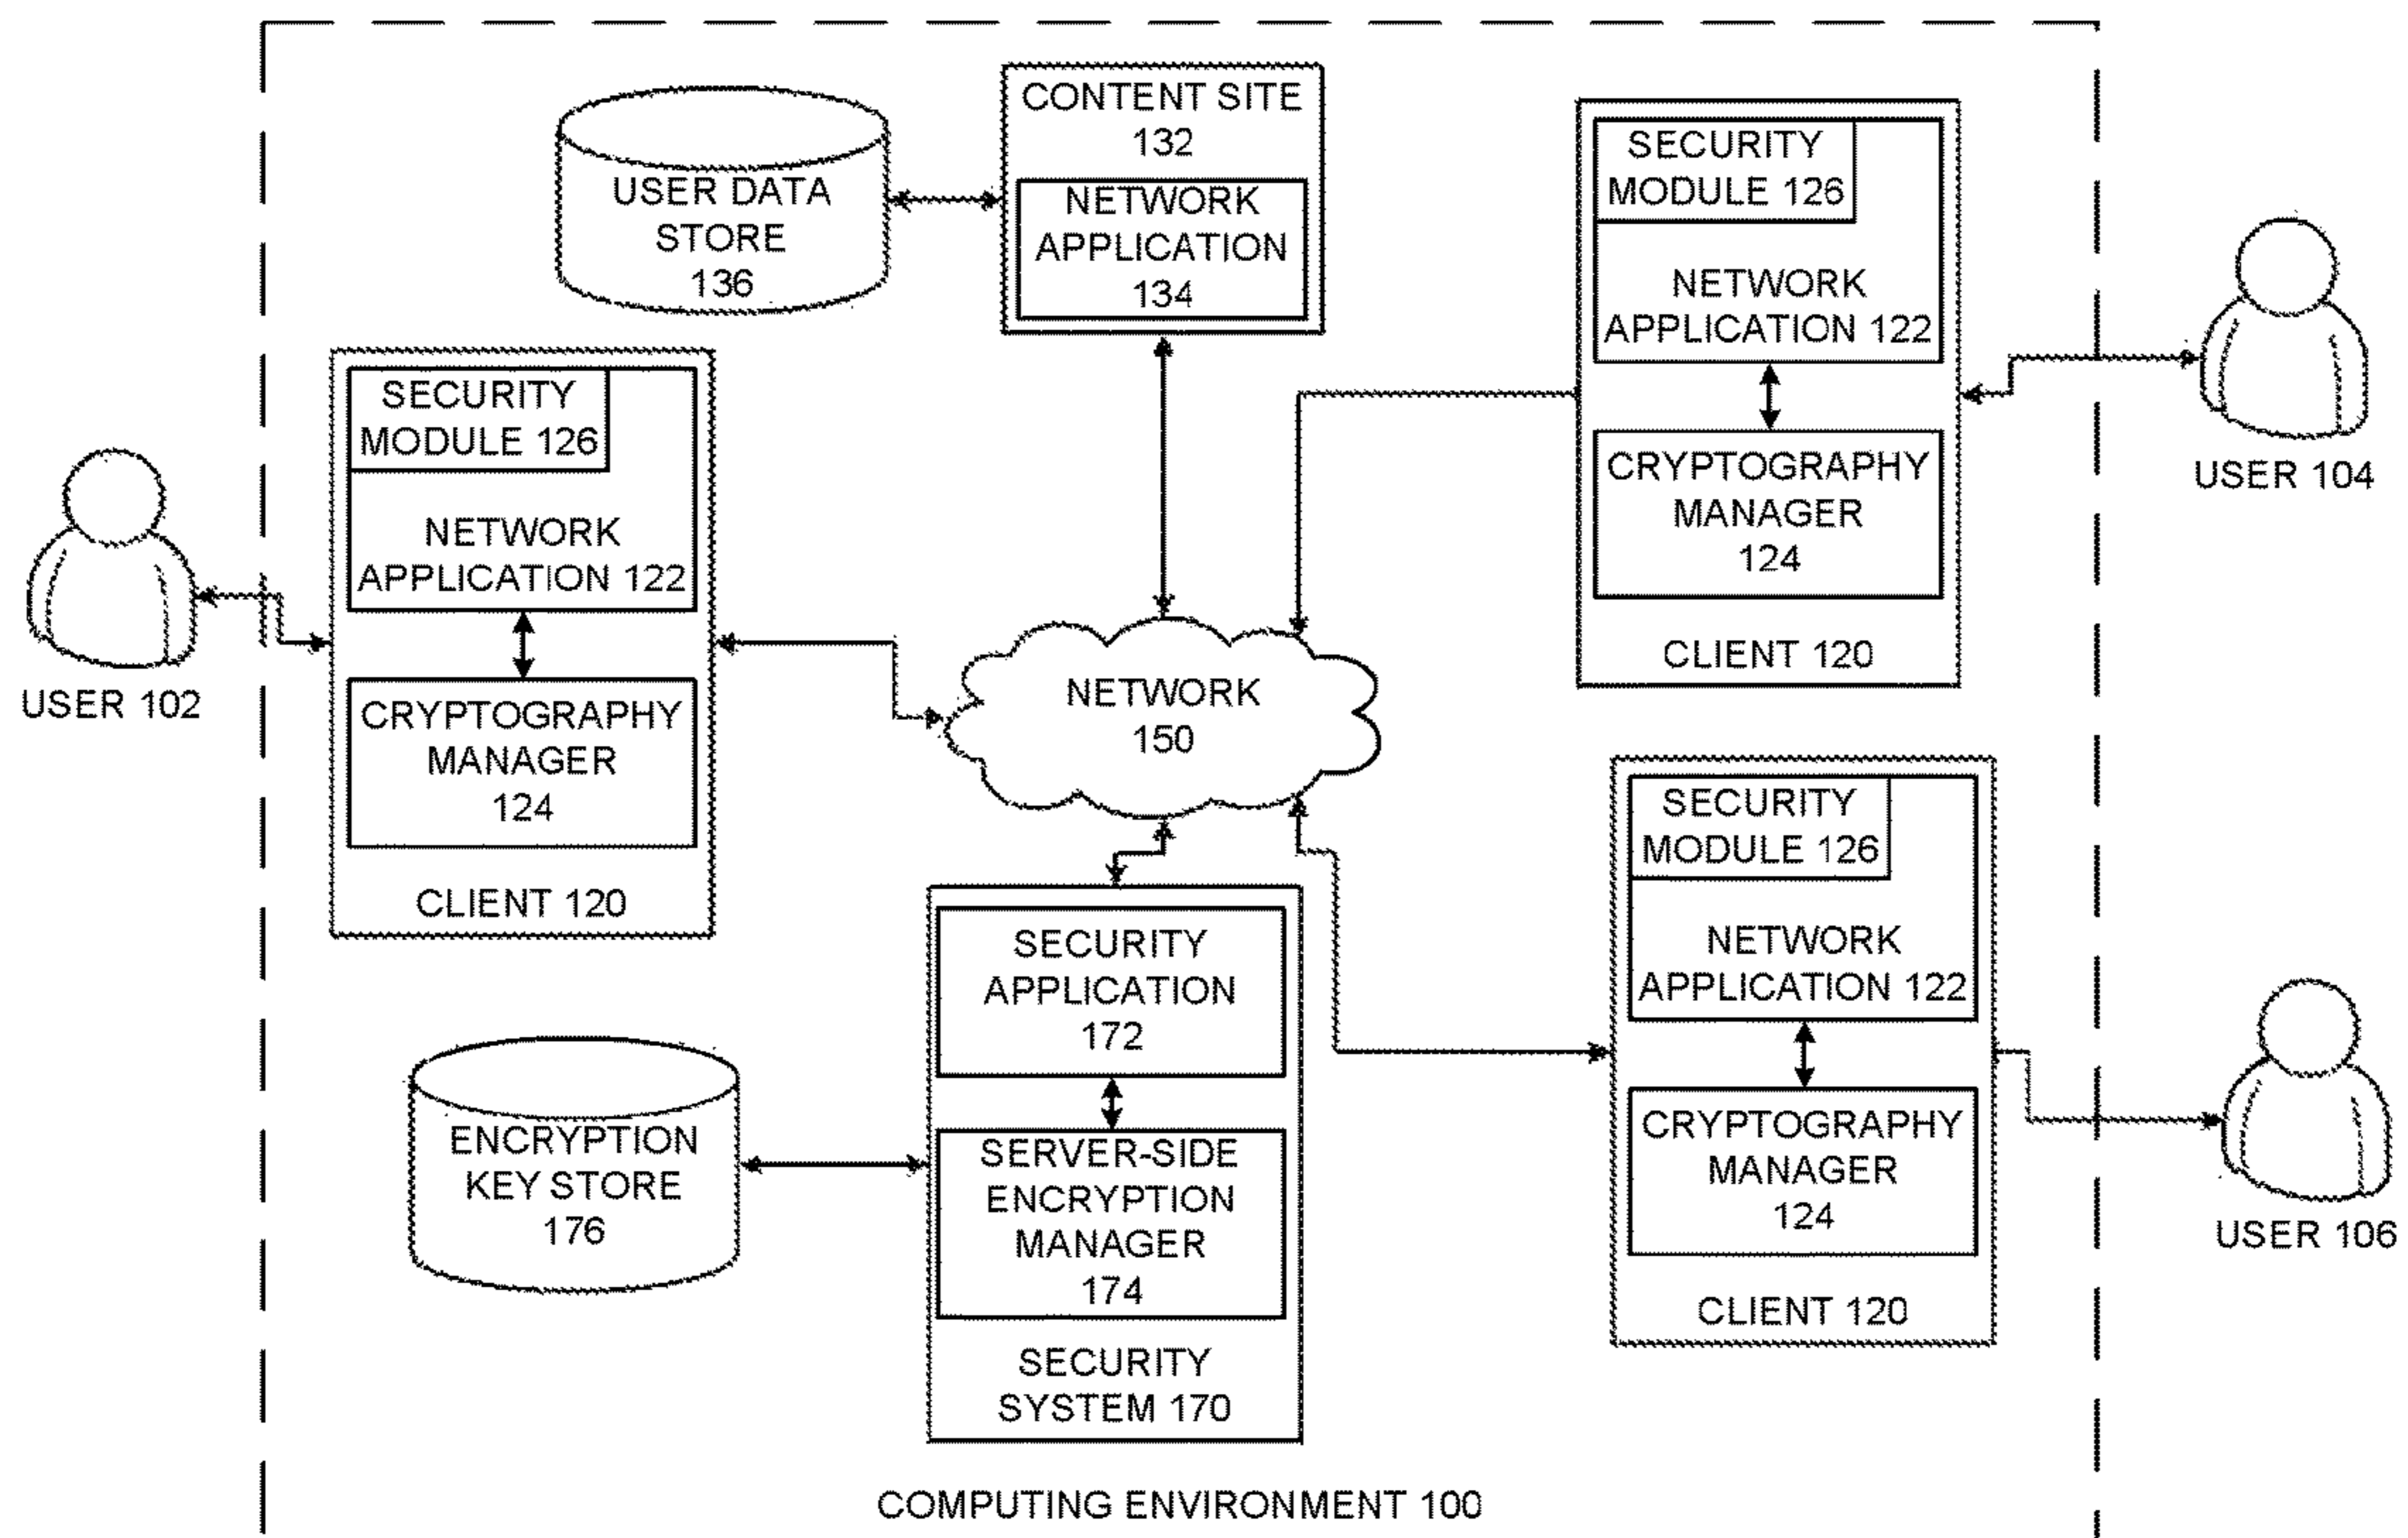 CONTENT SITE
132
NETWORK
APPLICATION
134
USER DATA
STORE
136
SECURITY
MODULE 126
NETWORK
APPLICATION 122
CRYPTOGRAPHY
MANAGER
124
CLIENT 120
USER 104
SECURITY
MODULE 126
NETWORK
APPLICATION 122
CRYPTOGRAPHY
MANAGER
124
CLIENT 120
USER 102
NETWORK
150
SECURITY
MODULE 126
NETWORK
APPLICATION 122
CRYPTOGRAPHY
MANAGER
124
CLIENT 120
USER 106
SECURITY
APPLICATION
172
SERVER-SIDE
ENCRYPTION
MANAGER
174
SECURITY
SYSTEM 170
ENCRYPTION
KEY STORE
176
COMPUTING ENVIRONMENT 100